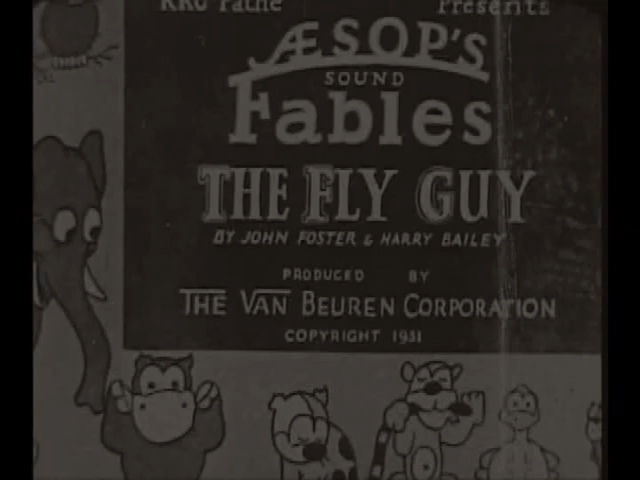 RKO Pathe Presents
ÆSOP'S
SOUND
Fables
THE FLY GUY
BY JOHN FOSTER & HARRY BAILEY
PRODUCED BY
THE VAN BEUREN CORPORATION
COPYRIGHT 1931